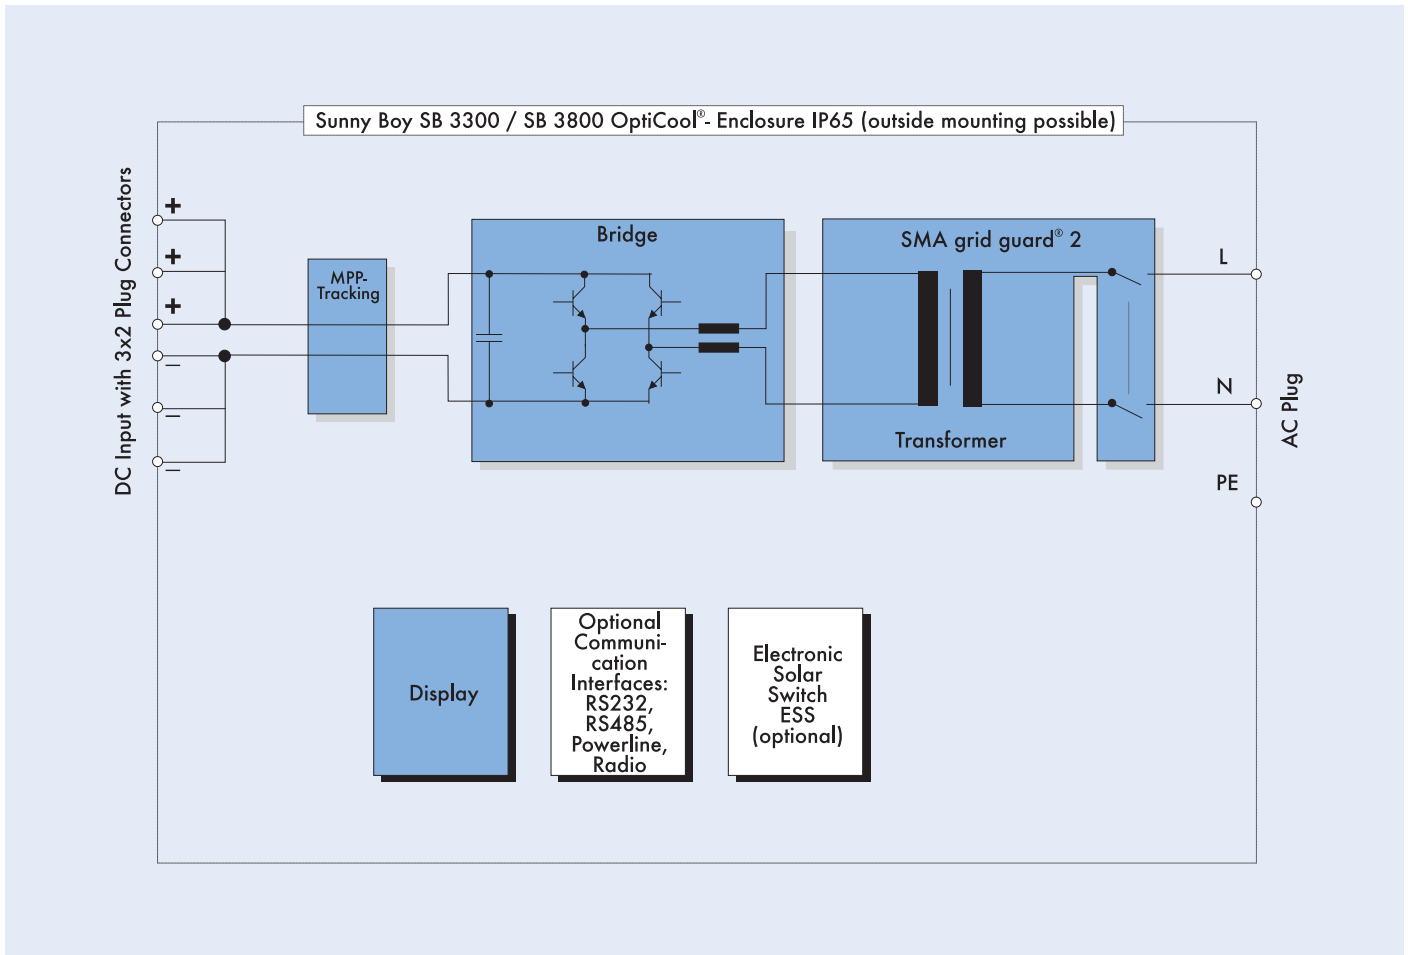 Sunny Boy SB 3300 / SB 3800 OptiCool®- Enclosure IP65 (outside mounting possible)
DC Input with 3x2 Plug Connectors
+
+
+
–
–
–
MPP-
Tracking
Bridge
SMA grid guard® 2
Transformer
L
N
PE
AC Plug
Display
Optional
Communi-
cation
Interfaces:
RS232,
RS485,
Powerline,
Radio
Electronic
Solar
Switch
ESS
(optional)